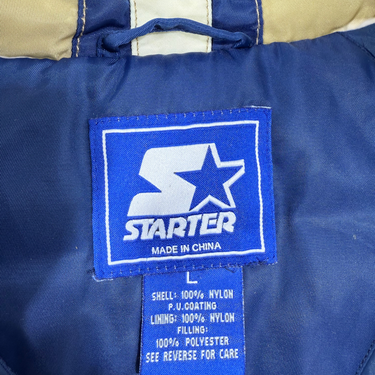 STARTER
MADE IN CHINA
L
SHELL: 100% NYLON
P.U.COATING
LINING: 100% NYLON
FILLING:
100% POLYESTER
SEE REVERSE FOR CARE